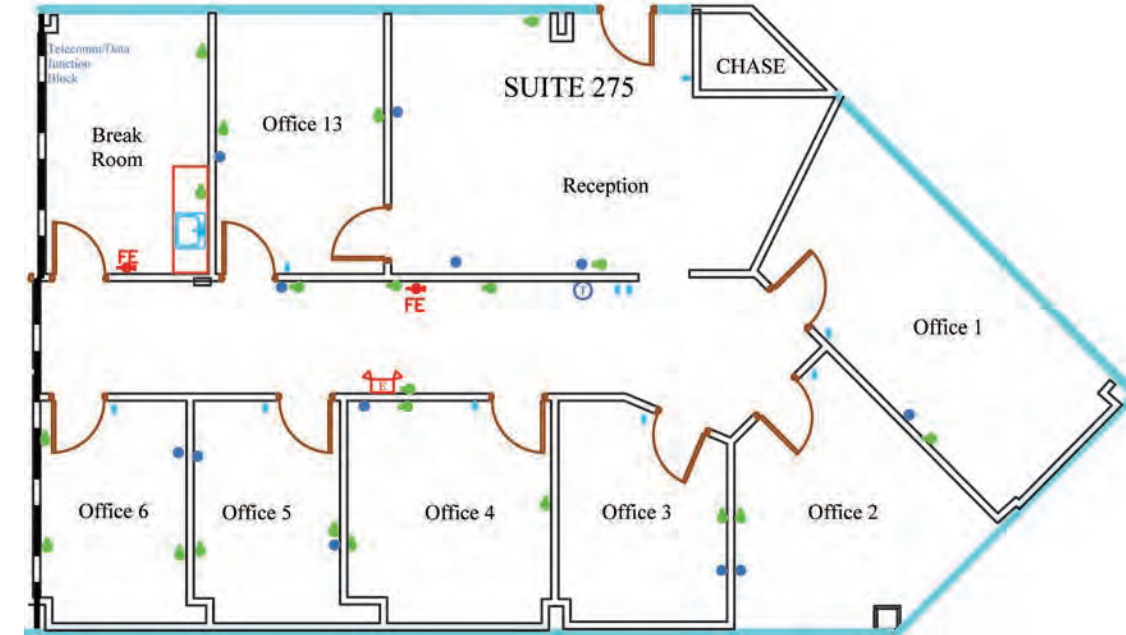 Telecomm/Data
Junction
Block
CHASE
SUITE 275
Office 13
Break
Room
Reception
FE
FE
T
Office 1
E
Office 6
Office 5
Office 4
Office 3
Office 2